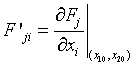 F'ji = ∂Fj / ∂xi |(x10, x20)